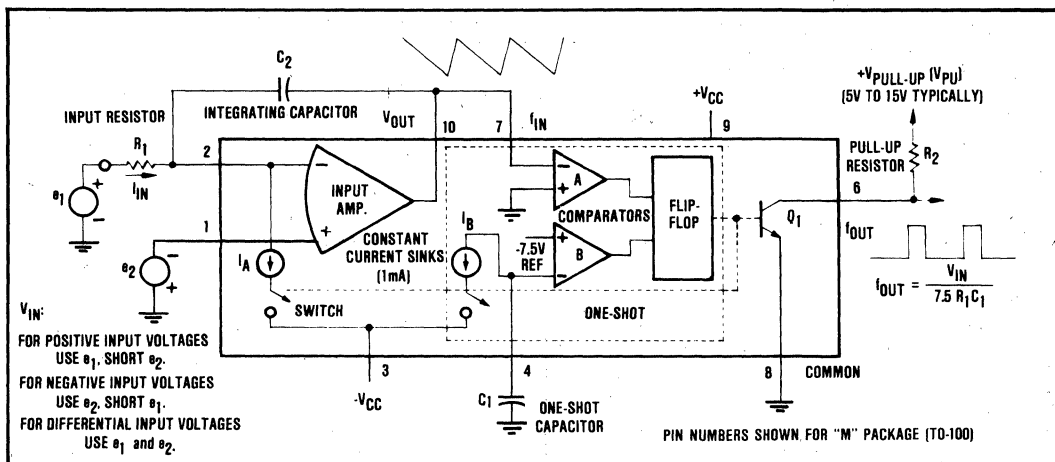 C2
INTEGRATING CAPACITOR
INPUT RESISTOR
R1
IIN
e1
+
-
2
1
e2
-
+
VOUT
10
7
fIN
+VCC
9
-
INPUT
AMP.
+
IA
CONSTANT
CURRENT SINKS
(1mA)
SWITCH
IB
-
A
+
COMPARATORS
-7.5V
REF
+
B
-
FLIP-
FLOP
ONE-SHOT
3
-VCC
4
C1
ONE-SHOT
CAPACITOR
8
COMMON
Q1
+VPULL-UP (VPU)
(5V TO 15V TYPICALLY)
PULL-UP
RESISTOR
R2
6
fOUT
fOUT = VIN / 7.5 R1C1
VIN:
FOR POSITIVE INPUT VOLTAGES
USE e1, SHORT e2.
FOR NEGATIVE INPUT VOLTAGES
USE e2, SHORT e1.
FOR DIFFERENTIAL INPUT VOLTAGES
USE e1 and e2.
PIN NUMBERS SHOWN FOR "M" PACKAGE (TO-100)